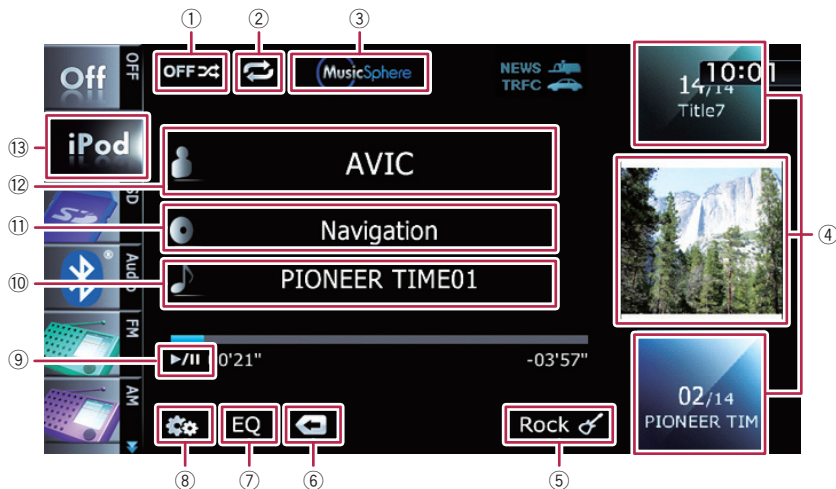 ① ② ③
Off OFF
OFF
MusicSphere
NEWS
TRFC
14/14
10:01
Title7
iPod
⑬
AVIC
⑫
SD
④
Navigation
⑪
Audio
PIONEER TIME01
⑩
FM
⑨
►/II 0'21" -03'57"
AM
02/14
PIONEER TIM
EQ
Rock
⑧ ⑦ ⑥ ⑤